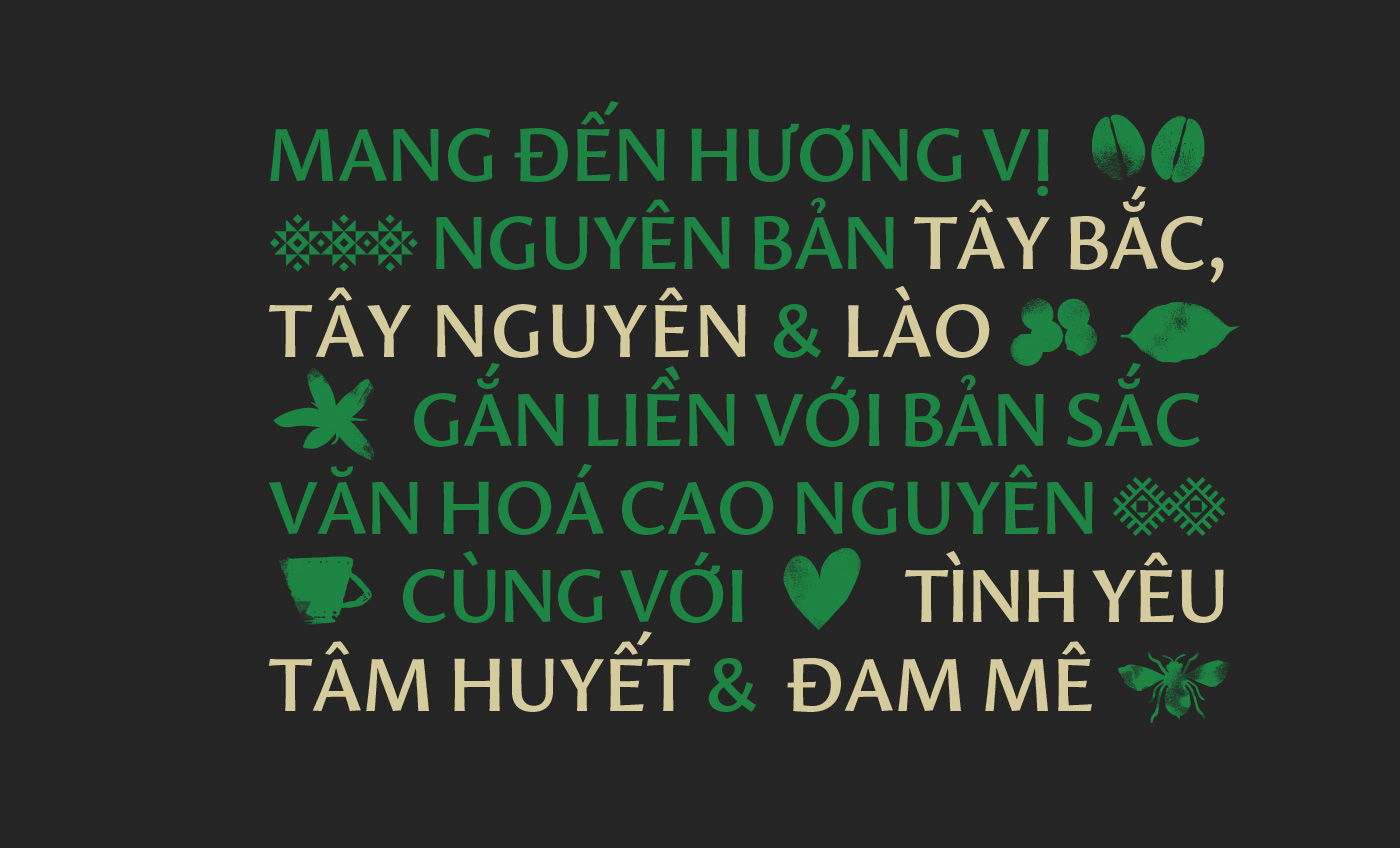 MANG ĐẾN HƯƠNG VỊ
NGUYÊN BẢN TÂY BẮC,
TÂY NGUYÊN & LÀO
GẮN LIỀN VỚI BẢN SẮC
VĂN HOÁ CAO NGUYÊN
CÙNG VỚI TÌNH YÊU
TÂM HUYẾT & ĐAM MÊ